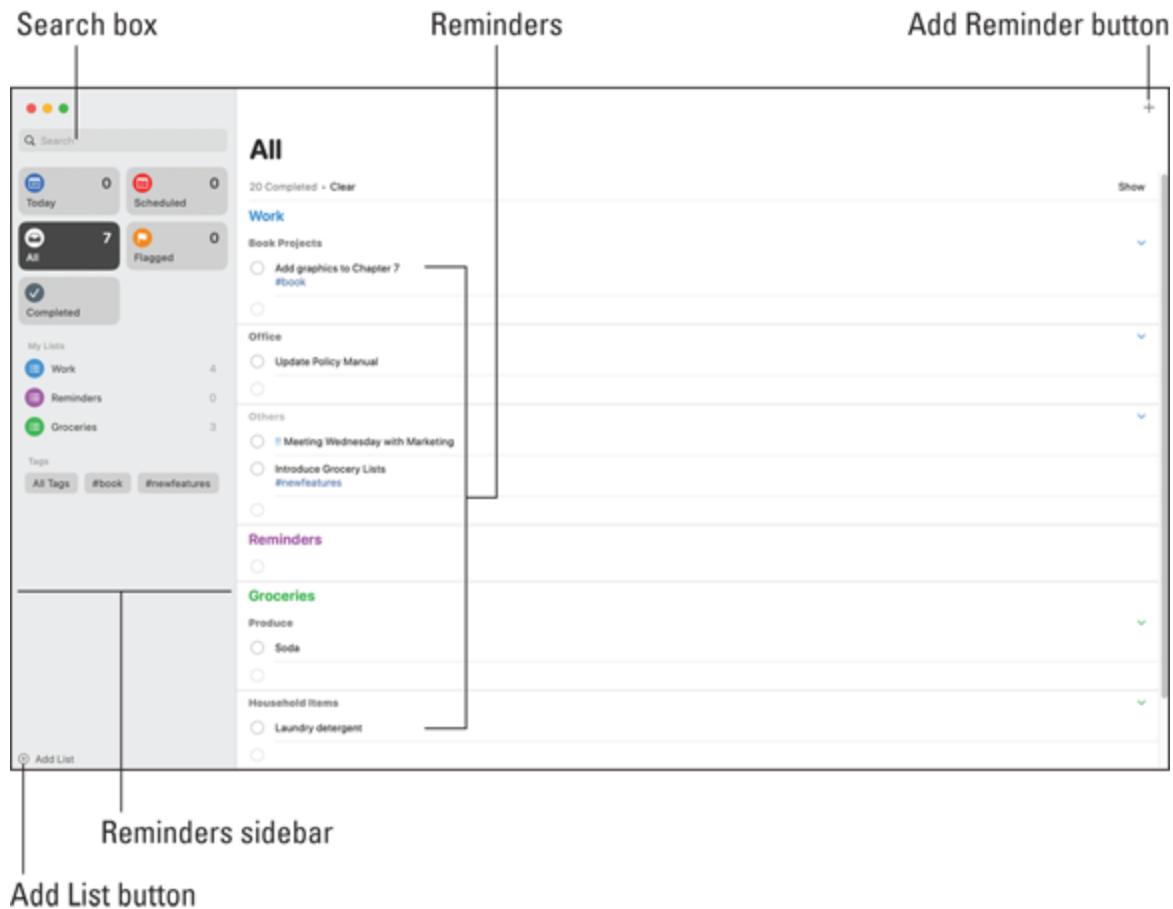 Search box
Reminders
Add Reminder button
+
Search
Today 0
Scheduled 0
All 7
Flagged 0
Completed
My Lists
Work 4
Reminders 0
Groceries 3
Tags
All Tags #book #newfeatures
Add List
All
20 Completed • Clear
Show
Work
Book Projects
Add graphics to Chapter 7
#book
Office
Update Policy Manual
Others
!! Meeting Wednesday with Marketing
Introduce Grocery Lists
#newfeatures
Reminders
Groceries
Produce
Soda
Household Items
Laundry detergent
Reminders sidebar
Add List button